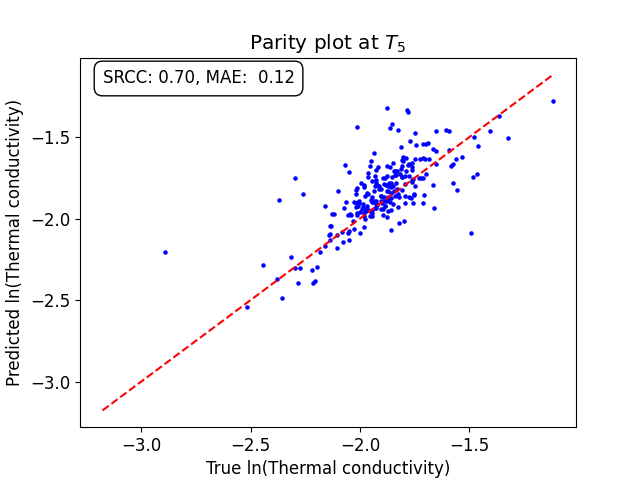 Parity plot at T5
SRCC: 0.70, MAE:  0.12
Predicted ln(Thermal conductivity)
−1.5
−2.0
−2.5
−3.0
−3.0
−2.5
−2.0
−1.5
True ln(Thermal conductivity)